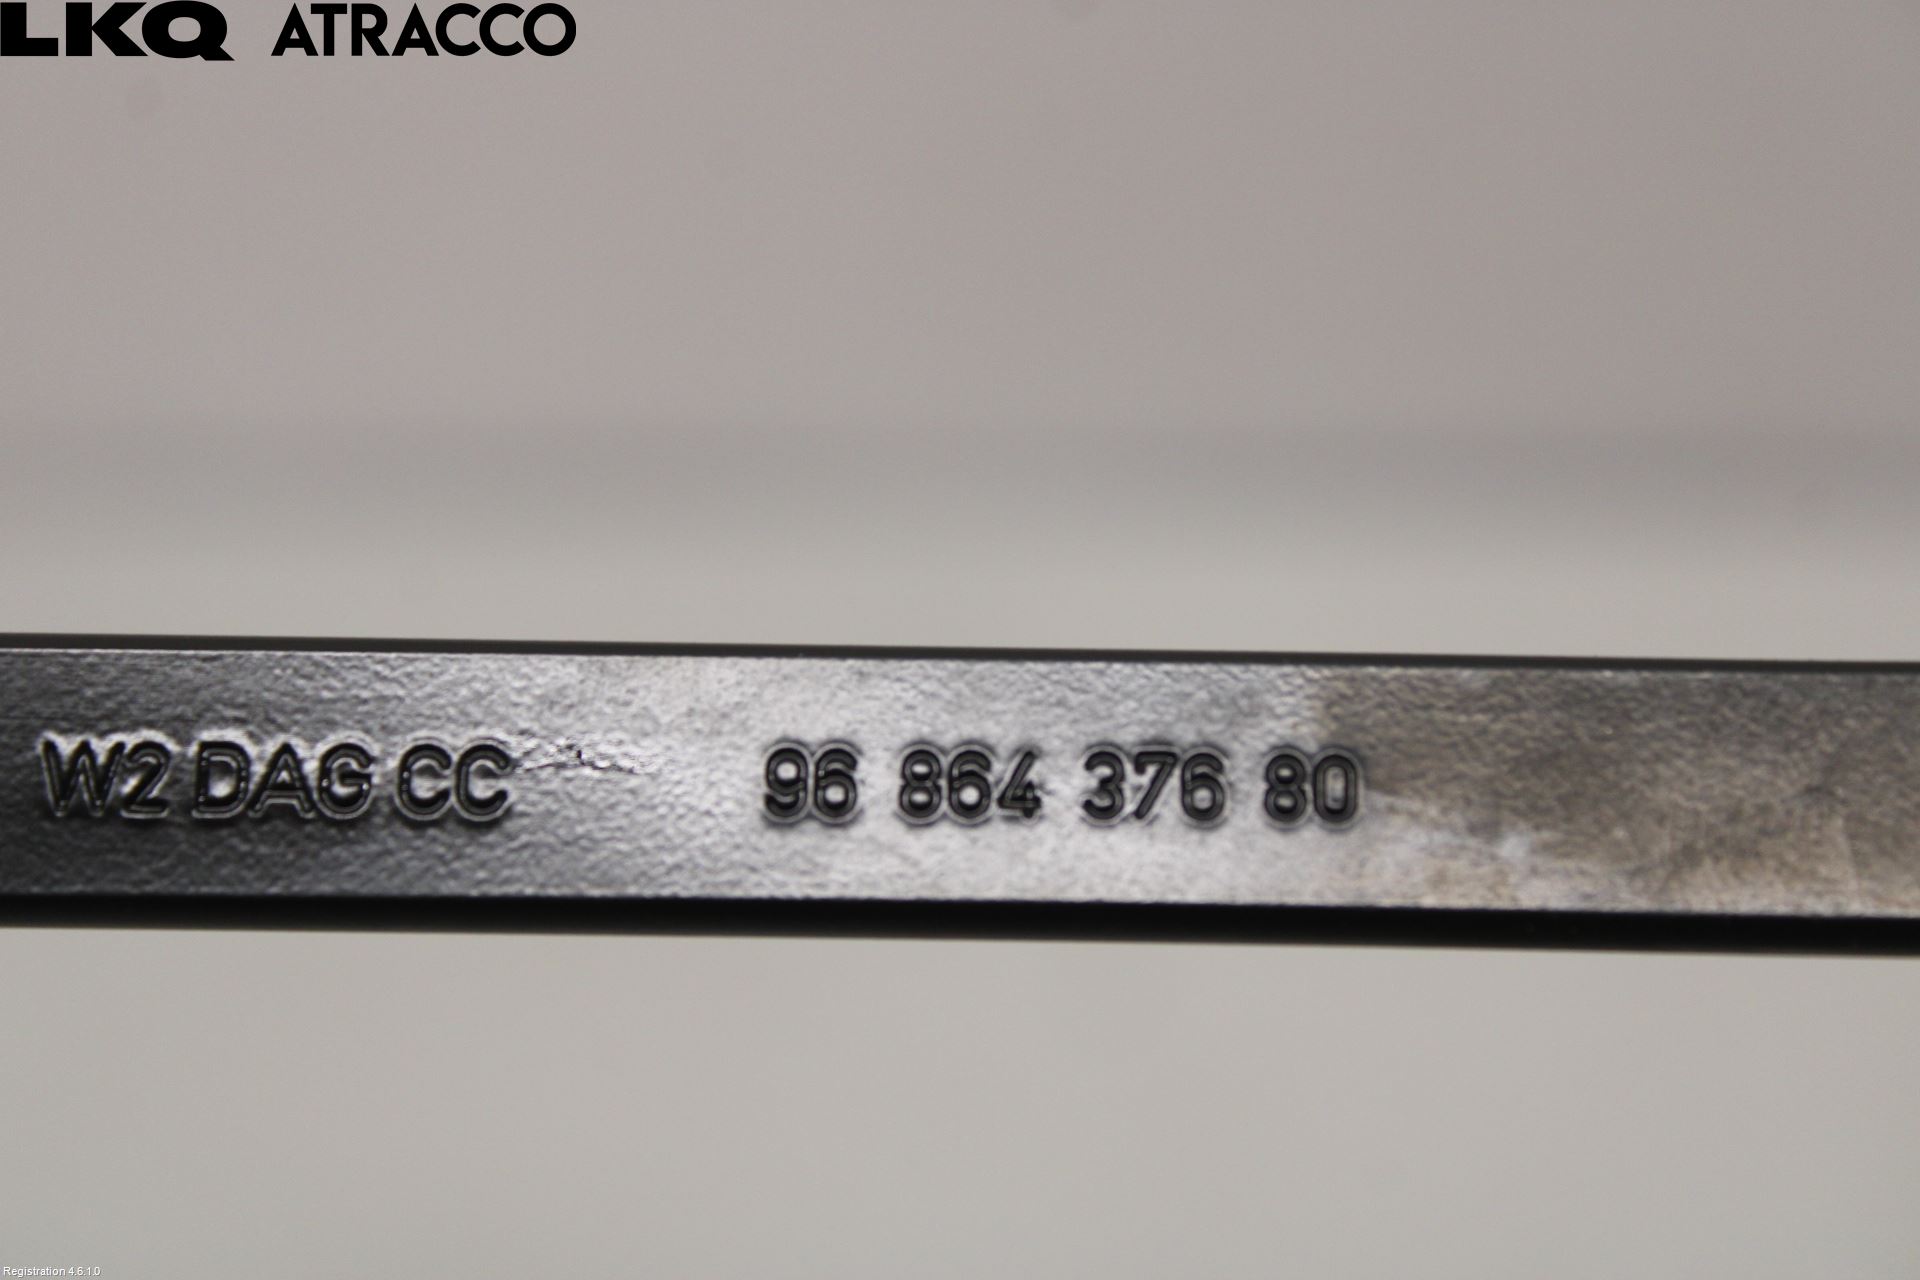 LKQ ATRACCO
W2 DAG CC 96 864 376 80
Registration 4.6.1.0